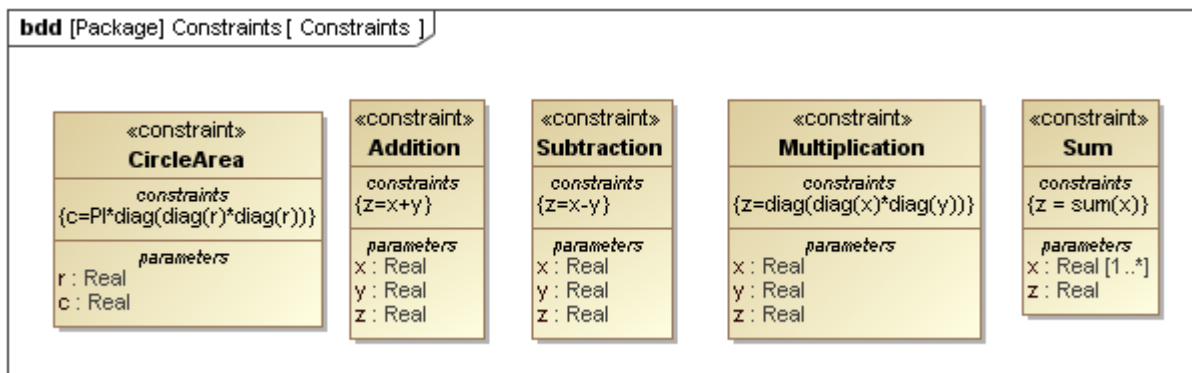 bdd [Package] Constraints [ Constraints ]
«constraint»
CircleArea
constraints
{c=PI*diag(diag(r)*diag(r))}
parameters
r : Real
c : Real
«constraint»
Addition
constraints
{z=x+y}
parameters
x : Real
y : Real
z : Real
«constraint»
Subtraction
constraints
{z=x-y}
parameters
x : Real
y : Real
z : Real
«constraint»
Multiplication
constraints
{z=diag(diag(x)*diag(y))}
parameters
x : Real
y : Real
z : Real
«constraint»
Sum
constraints
{z = sum(x)}
parameters
x : Real [1..*]
z : Real